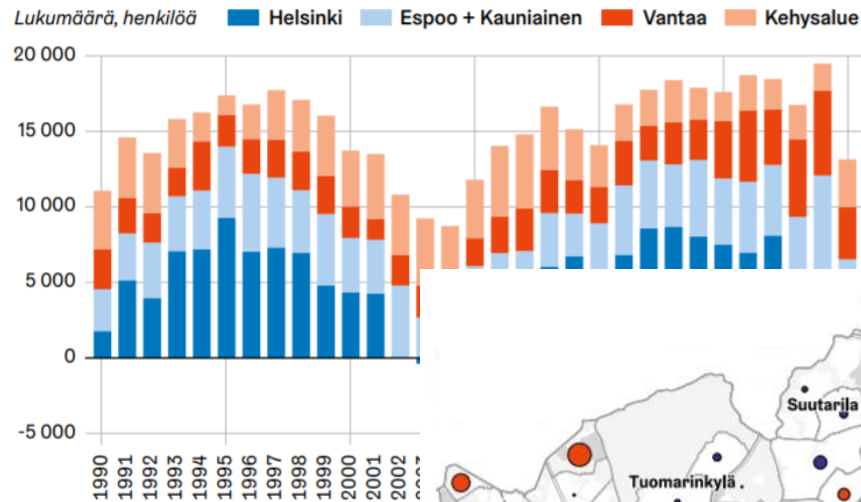 Lukumäärä, henkilöä Helsinki Espoo + Kauniainen Vantaa Kehysalue
20 000
15 000
10 000
5 000
0
-5 000
1990 1991 1992 1993 1994 1995 1996 1997 1998 1999 2000 2001 2002
Suutarila
Tuomarinkylä